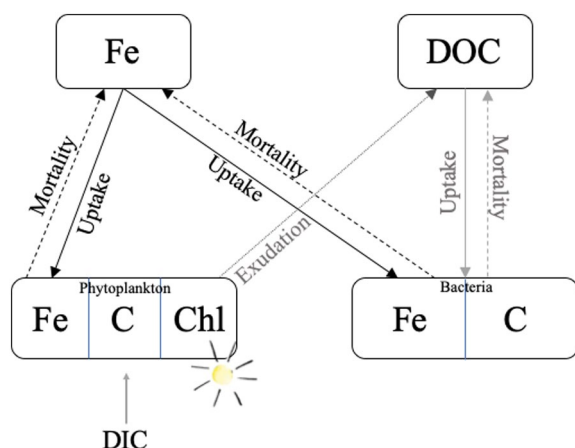 Fe
DOC
Mortality
Uptake
Mortality
Uptake
Exudation
Uptake
Mortality
Phytoplankton
Fe C Chl
Bacteria
Fe C
DIC